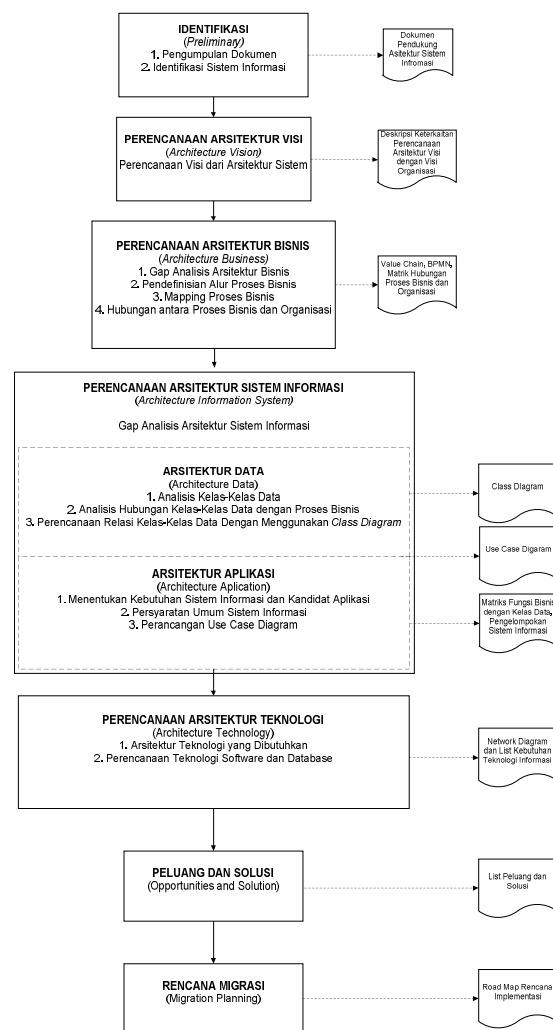 IDENTIFIKASI
(Preliminary)
1. Pengumpulan Dokumen
2. Identifikasi Sistem Informasi
Dokumen
Pendukung
Asitektur Sistem
Infromasi
PERENCANAAN ARSITEKTUR VISI
(Architecture Vision)
Perencanaan Visi dari Arsitektur Sistem
Deskripsi Keterkaitan
Perencanaan
Arsitektur Visi
dengan Visi
Organisasi
PERENCANAAN ARSITEKTUR BISNIS
(Architecture Business)
1. Gap Analisis Arsitektur Bisnis
2. Pendefinisian Alur Proses Bisnis
3. Mapping Proses Bisnis
4. Hubungan antara Proses Bisnis dan Organisasi
Value Chain, BPMN,
Matrik Hubungan
Proses Bisnis dan
Organisasi
PERENCANAAN ARSITEKTUR SISTEM INFORMASI
(Architecture Information System)
Gap Analisis Arsitektur Sistem Informasi
ARSITEKTUR DATA
(Architecture Data)
1. Analisis Kelas-Kelas Data
2. Analisis Hubungan Kelas-Kelas Data dengan Proses Bisnis
3. Perencanaan Relasi Kelas-Kelas Data Dengan Menggunakan Class Diagram
Class Diagram
Use Case Digaram
ARSITEKTUR APLIKASI
(Architecture Aplication)
1. Menentukan Kebutuhan Sistem Informasi dan Kandidat Aplikasi
2. Persyaratan Umum Sistem Informasi
3. Perancangan Use Case Diagram
Matriks Fungsi Bisnis
dengan Kelas Data,
Pengelompokan
Sistem Informasi
PERENCANAAN ARSITEKTUR TEKNOLOGI
(Architecture Technology)
1. Arsitektur Teknologi yang Dibutuhkan
2. Perencanaan Teknologi Software dan Database
Network Diagram
dan List Kebutuhan
Teknologi Informasi
PELUANG DAN SOLUSI
(Opportunities and Solution)
List Peluang dan
Solusi
RENCANA MIGRASI
(Migration Planning)
Road Map Rencana
Implementasi